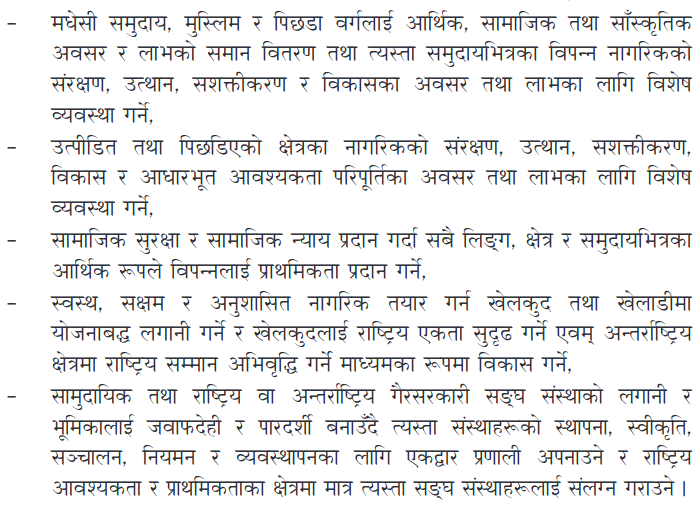 – मधेसी समुदाय, मुस्लिम र पिछडा वर्गलाई आर्थिक, सामाजिक तथा साँस्कृतिक
अवसर र लाभको समान वितरण तथा त्यस्ता समुदायभित्रका विपन्न नागरिकको
संरक्षण, उत्थान, सशक्तीकरण र विकासका अवसर तथा लाभका लागि विशेष
व्यवस्था गर्ने,
– उत्पीडित तथा पिछडिएको क्षेत्रका नागरिकको संरक्षण, उत्थान, सशक्तीकरण,
विकास र आधारभूत आवश्यकता परिपूर्तिका अवसर तथा लाभका लागि विशेष
व्यवस्था गर्ने,
– सामाजिक सुरक्षा र सामाजिक न्याय प्रदान गर्दा सबै लिङ्ग, क्षेत्र र समुदायभित्रका
आर्थिक रूपले विपन्नलाई प्राथमिकता प्रदान गर्ने,
– स्वस्थ, सक्षम र अनुशासित नागरिक तयार गर्न खेलकुद तथा खेलाडीमा
योजनाबद्ध लगानी गर्ने र खेलकुदलाई राष्ट्रिय एकता सुदृढ गर्ने एवम् अन्तर्राष्ट्रिय
क्षेत्रमा राष्ट्रिय सम्मान अभिवृद्धि गर्ने माध्यमका रूपमा विकास गर्ने,
– सामुदायिक तथा राष्ट्रिय वा अन्तर्राष्ट्रिय गैरसरकारी सङ्घ संस्थाको लगानी र
भूमिकालाई जवाफदेही र पारदर्शी बनाउँदै त्यस्ता संस्थाहरूको स्थापना, स्वीकृति,
सञ्चालन, नियमन र व्यवस्थापनका लागि एकद्वार प्रणाली अपनाउने र राष्ट्रिय
आवश्यकता र प्राथमिकताका क्षेत्रमा मात्र त्यस्ता सङ्घ संस्थाहरूलाई संलग्न गराउने ।